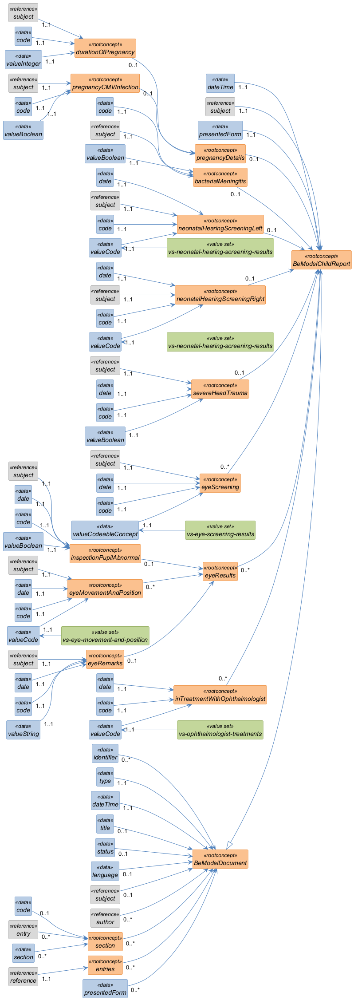 «reference»
subject
1..1
«data»
code
1..1
«data»
valueInteger
1..1
«rootconcept»
durationOfPregnancy
0..1
«reference»
subject
1..1
«data»
code
1..1
«data»
valueBoolean
1..1
«rootconcept»
pregnancyCMVInfection
0..1
«data»
dateTime
1..1
«reference»
subject
1..1
«data»
presentedForm
1..1
«data»
code
1..1
«reference»
subject
1..1
«data»
valueBoolean
1..1
«rootconcept»
pregnancyDetails
0..1
«rootconcept»
bacterialMeningitis
0..1
«data»
date
1..1
«reference»
subject
1..1
«data»
code
1..1
«data»
valueCode
1..1
«rootconcept»
neonatalHearingScreeningLeft
0..1
«value set»
vs-neonatal-hearing-screening-results
«rootconcept»
BeModelChildReport
«data»
date
1..1
«reference»
subject
1..1
«data»
code
1..1
«data»
valueCode
1..1
«rootconcept»
neonatalHearingScreeningRight
0..1
«value set»
vs-neonatal-hearing-screening-results
«reference»
subject
1..1
«data»
date
1..1
«data»
code
1..1
«data»
valueBoolean
1..1
«rootconcept»
severeHeadTrauma
0..1
«reference»
subject
1..1
«data»
date
1..1
«data»
code
1..1
«data»
valueCodeableConcept
1..1
«rootconcept»
eyeScreening
0..*
«value set»
vs-eye-screening-results
«reference»
subject
1..1
«data»
date
1..1
«data»
code
1..1
«data»
valueBoolean
1..1
«rootconcept»
inspectionPupilAbnormal
0..1
«rootconcept»
eyeResults
0..*
«reference»
subject
1..1
«data»
date
1..1
«data»
code
1..1
«data»
valueCode
1..1
«rootconcept»
eyeMovementAndPosition
0..*
«value set»
vs-eye-movement-and-position
«reference»
subject
1..1
«data»
date
1..1
«data»
code
1..1
«data»
valueString
1..1
«rootconcept»
eyeRemarks
0..1
«data»
date
1..1
«data»
code
1..1
«data»
valueCode
1..1
«rootconcept»
inTreatmentWithOphthalmologist
0..*
«value set»
vs-ophthalmologist-treatments
«data»
identifier
0..*
«data»
type
1..1
«data»
dateTime
1..1
«data»
title
0..1
«data»
status
0..1
«data»
language
0..1
«reference»
subject
0..1
«reference»
author
0..*
«rootconcept»
BeModelDocument
«data»
code
0..1
«reference»
entry
0..*
«data»
section
0..*
«rootconcept»
section
0..*
«reference»
reference
1..1
«rootconcept»
entries
0..*
«data»
presentedForm
0..*